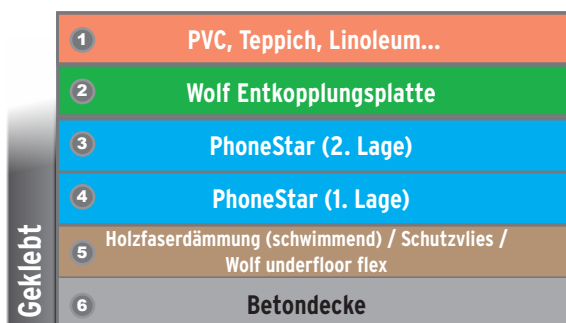 Geklebt
1 PVC, Teppich, Linoleum...
2 Wolf Entkopplungsplatte
3 PhoneStar (2. Lage)
4 PhoneStar (1. Lage)
5 Holzfaserdämmung (schwimmend) / Schutzvlies /
Wolf underfloor flex
6 Betondecke